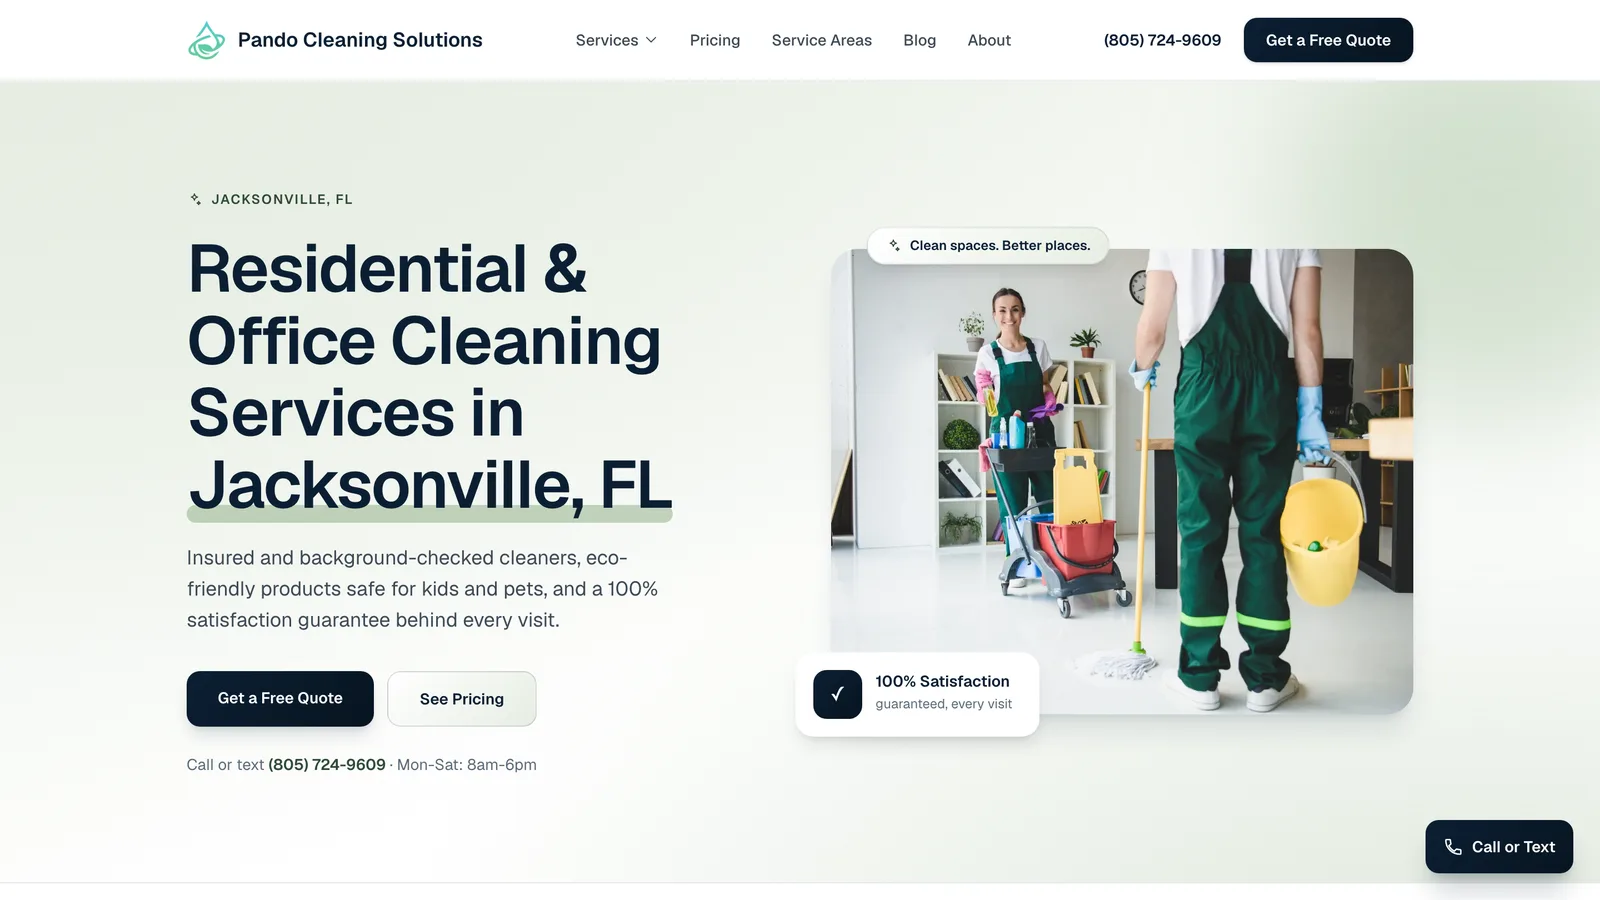 Pando Cleaning Solutions
Services
Pricing
Service Areas
Blog
About
(805) 724-9609
Get a Free Quote
JACKSONVILLE, FL
Residential &
Office Cleaning
Services in
Jacksonville, FL
Insured and background-checked cleaners, eco-
friendly products safe for kids and pets, and a 100%
satisfaction guarantee behind every visit.
Get a Free Quote
See Pricing
Call or text (805) 724-9609 · Mon-Sat: 8am-6pm
Clean spaces. Better places.
100% Satisfaction
guaranteed, every visit
Call or Text